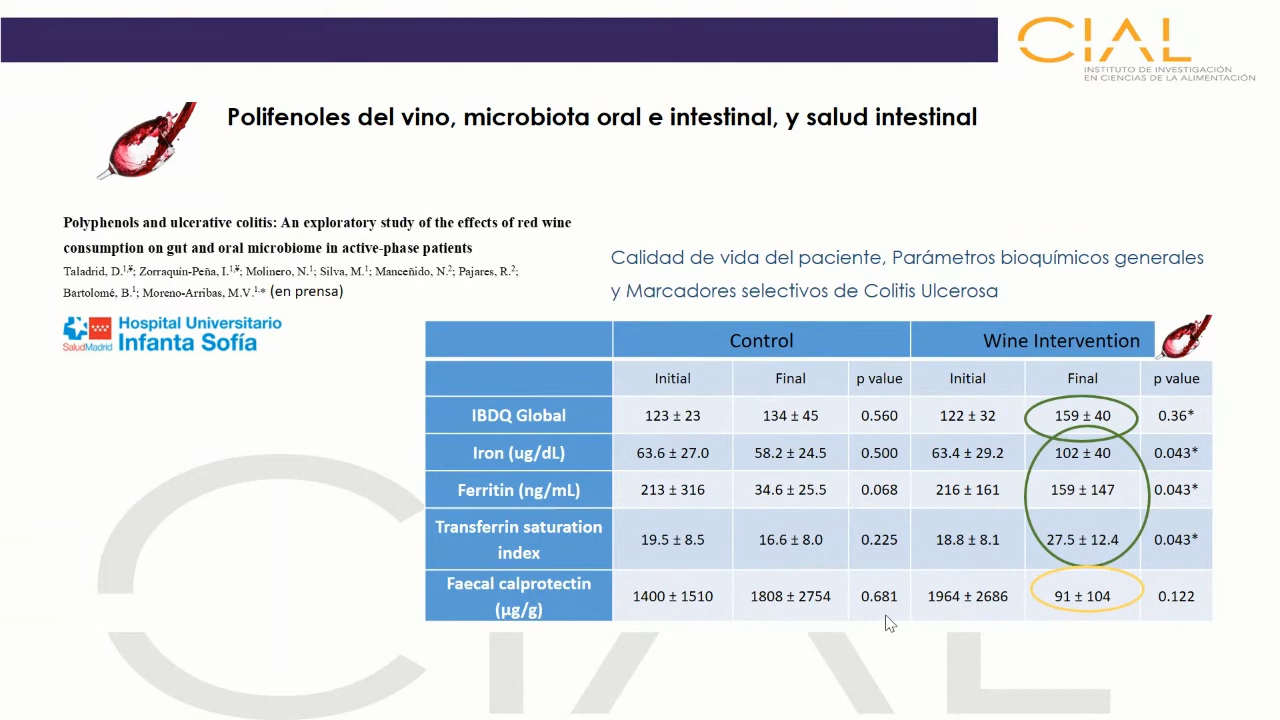 CIAL
INSTITUTO DE INVESTIGACIÓN
EN CIENCIAS DE LA ALIMENTACIÓN
Polifenoles del vino, microbiota oral e intestinal, y salud intestinal
Polyphenols and ulcerative colitis: An exploratory study of the effects of red wine
consumption on gut and oral microbiome in active-phase patients
Taladrid, D.1,¥; Zorraquín-Peña, I.1,¥; Molinero, N.1; Silva, M.1; Manceñido, N.2; Pajares, R.2;
Bartolomé, B.1; Moreno-Arribas, M.V.1,* (en prensa)
SaludMadrid
Hospital Universitario
Infanta Sofía
Calidad de vida del paciente, Parámetros bioquímicos generales
y Marcadores selectivos de Colitis Ulcerosa
Control Wine Intervention
Initial Final p value Initial Final p value
IBDQ Global 123 ± 23 134 ± 45 0.560 122 ± 32 159 ± 40 0.36*
Iron (ug/dL) 63.6 ± 27.0 58.2 ± 24.5 0.500 63.4 ± 29.2 102 ± 40 0.043*
Ferritin (ng/mL) 213 ± 316 34.6 ± 25.5 0.068 216 ± 161 159 ± 147 0.043*
Transferrin saturation
index 19.5 ± 8.5 16.6 ± 8.0 0.225 18.8 ± 8.1 27.5 ± 12.4 0.043*
Faecal calprotectin
(µg/g) 1400 ± 1510 1808 ± 2754 0.681 1964 ± 2686 91 ± 104 0.122
CIAL